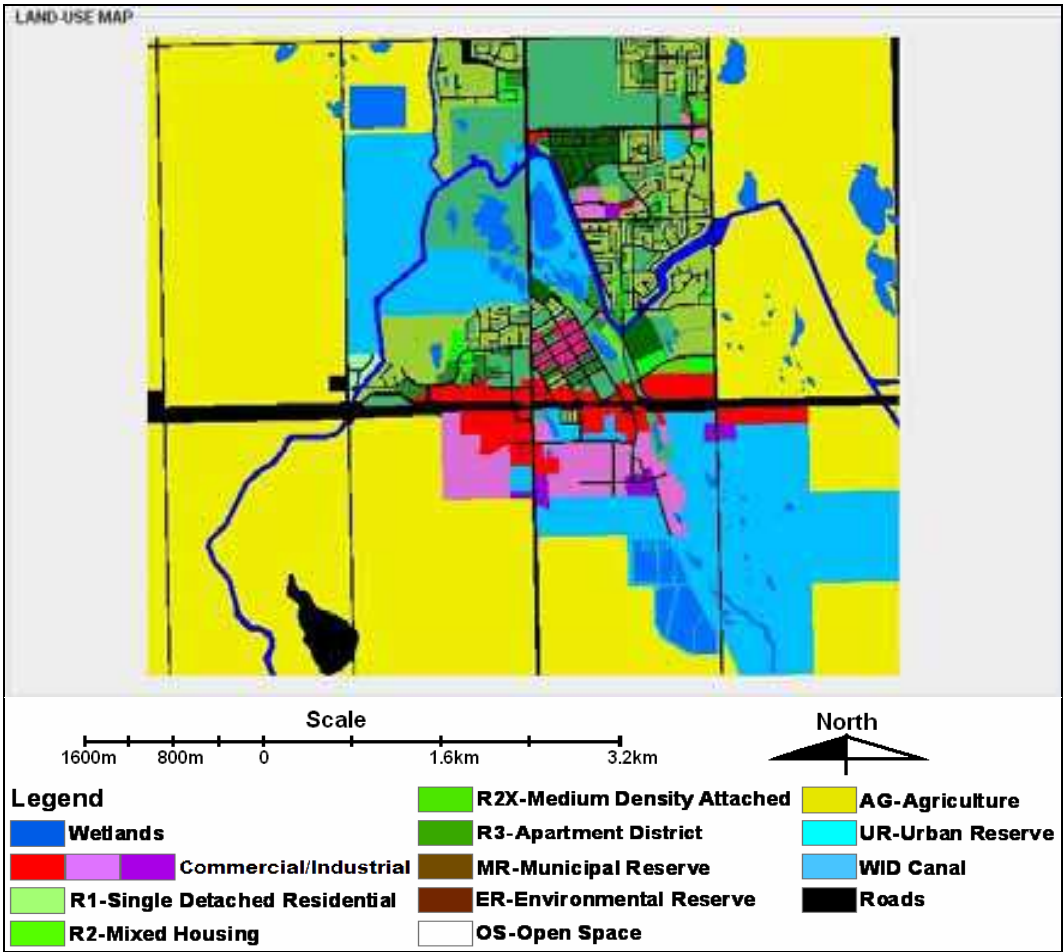 LAND-USE MAP
Scale
North
1600m 800m 0 1.6km 3.2km
Legend
Wetlands
Commercial/Industrial
R1-Single Detached Residential
R2-Mixed Housing
R2X-Medium Density Attached
R3-Apartment District
MR-Municipal Reserve
ER-Environmental Reserve
OS-Open Space
AG-Agriculture
UR-Urban Reserve
WID Canal
Roads